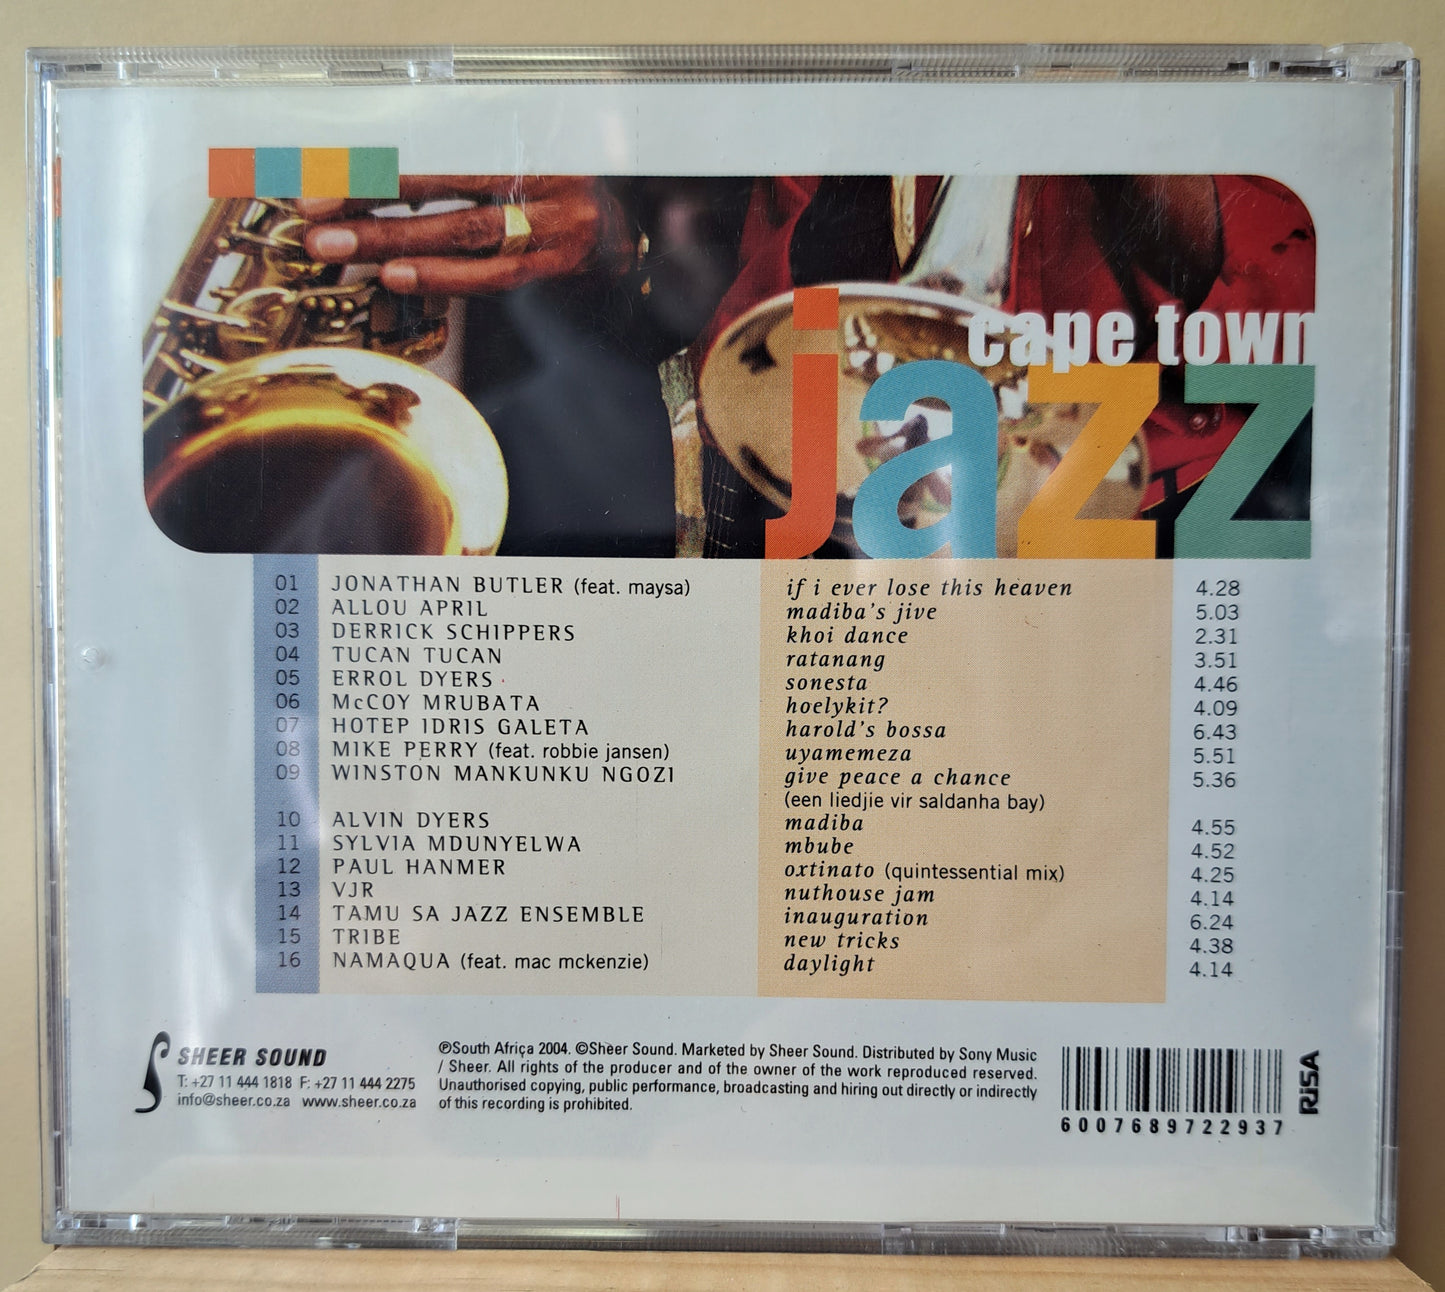 cape town
jazz
01 JONATHAN BUTLER (feat. maysa) if i ever lose this heaven 4.28
02 ALLOU APRIL madiba's jive 5.03
03 DERRICK SCHIPPERS khoi dance 2.31
04 TUCAN TUCAN ratanang 3.51
05 ERROL DYERS sonesta 4.46
06 McCOY MRUBATA hoelykit? 4.09
07 HOTEP IDRIS GALETA harold's bossa 6.43
08 MIKE PERRY (feat. robbie jansen) uyamemeza 5.51
09 WINSTON MANKUNKU NGOZI give peace a chance 5.36
(een liedjie vir saldanha bay)
10 ALVIN DYERS madiba 4.55
11 SYLVIA MDUNYELWA mbube 4.52
12 PAUL HANMER oxtinato (quintessential mix) 4.25
13 VJR nuthouse jam 4.14
14 TAMU SA JAZZ ENSEMBLE inauguration 6.24
15 TRIBE new tricks 4.38
16 NAMAQUA (feat. mac mckenzie) daylight 4.14
SHEER SOUND
T: +27 11 444 1818 F: +27 11 444 2275
info@sheer.co.za www.sheer.co.za
℗South Africa 2004. ©Sheer Sound. Marketed by Sheer Sound. Distributed by Sony Music
/ Sheer. All rights of the producer and of the owner of the work reproduced reserved.
Unauthorised copying, public performance, broadcasting and hiring out directly or indirectly
of this recording is prohibited.
6007689722937
RISA